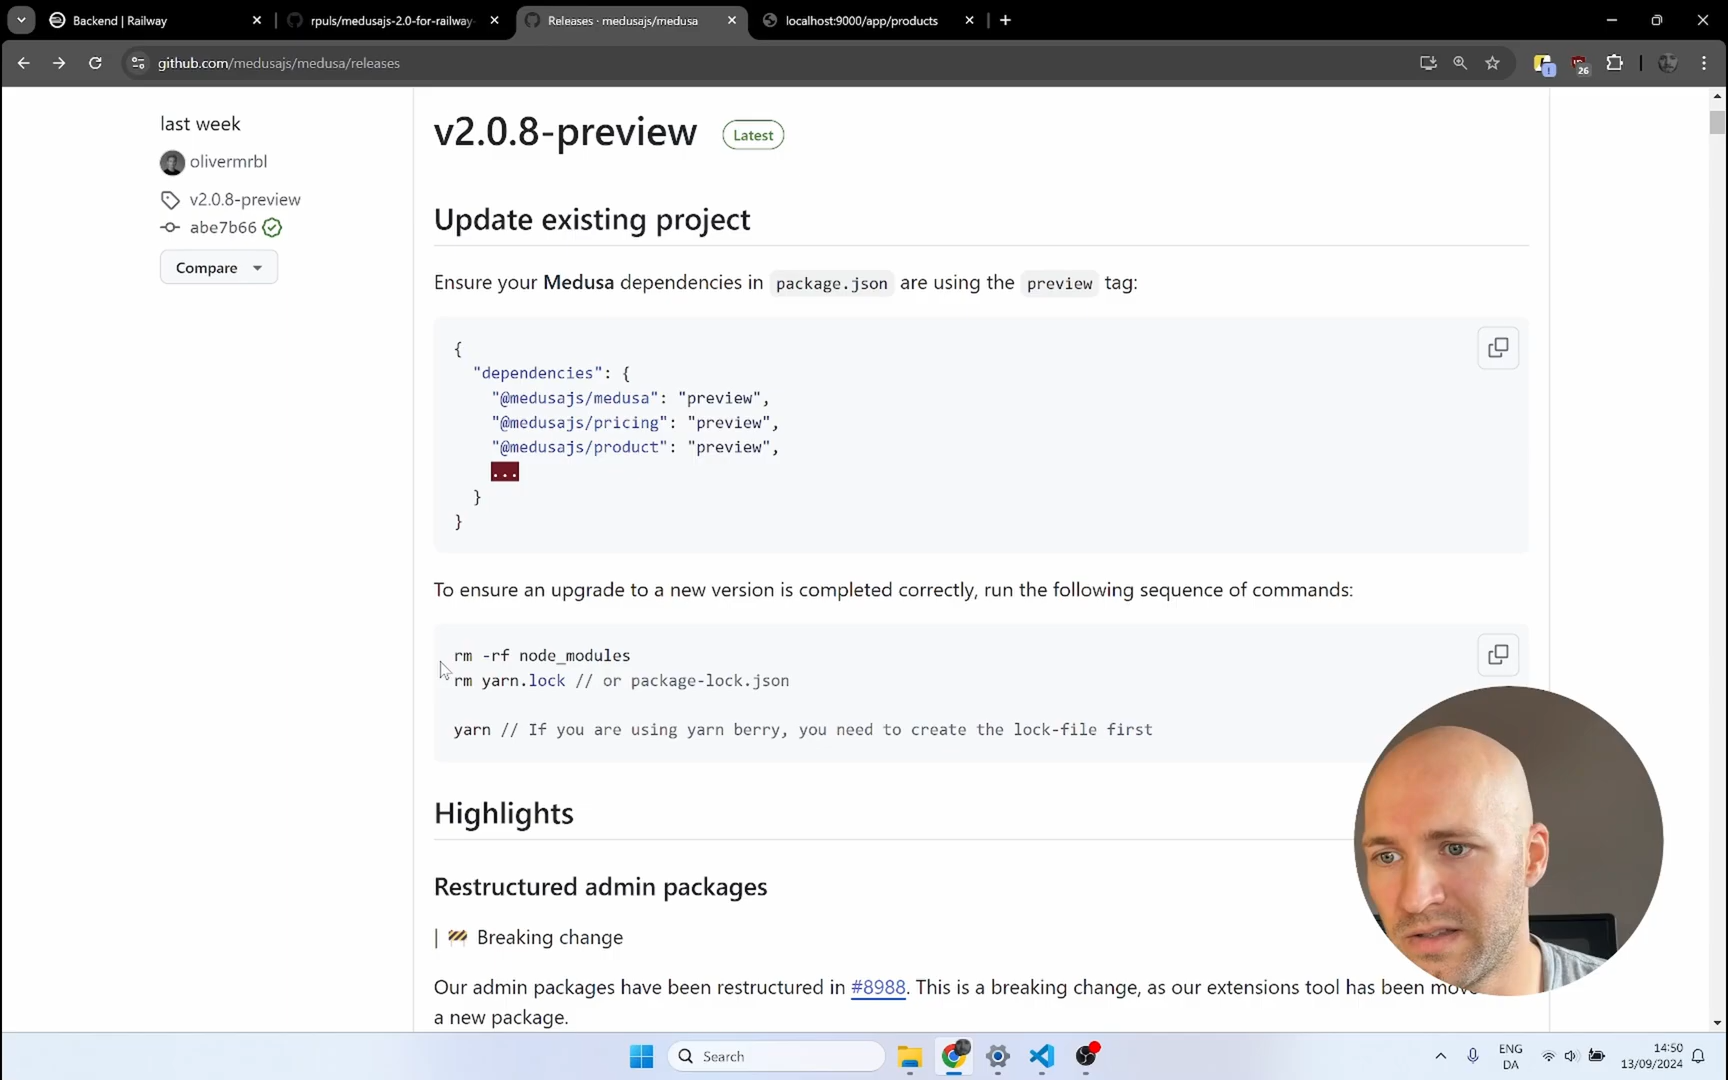 Backend | Railway
rpuls/medusajs-2.0-for-railway
Releases · medusajs/medusa
localhost:9000/app/products
github.com/medusajs/medusa/releases
26
last week
olivermrbl
v2.0.8-preview
abe7b66
Compare
v2.0.8-preview Latest
Update existing project
Ensure your Medusa dependencies in package.json are using the preview tag:
{
"dependencies": {
"@medusajs/medusa": "preview",
"@medusajs/pricing": "preview",
"@medusajs/product": "preview",
...
}
}
To ensure an upgrade to a new version is completed correctly, run the following sequence of commands:
rm -rf node_modules
rm yarn.lock // or package-lock.json
yarn // If you are using yarn berry, you need to create the lock-file first
Highlights
Restructured admin packages
| 🚧 Breaking change
Our admin packages have been restructured in #8988. This is a breaking change, as our extensions tool has been
a new package.
Search
ENG
DA
14:50
13/09/2024